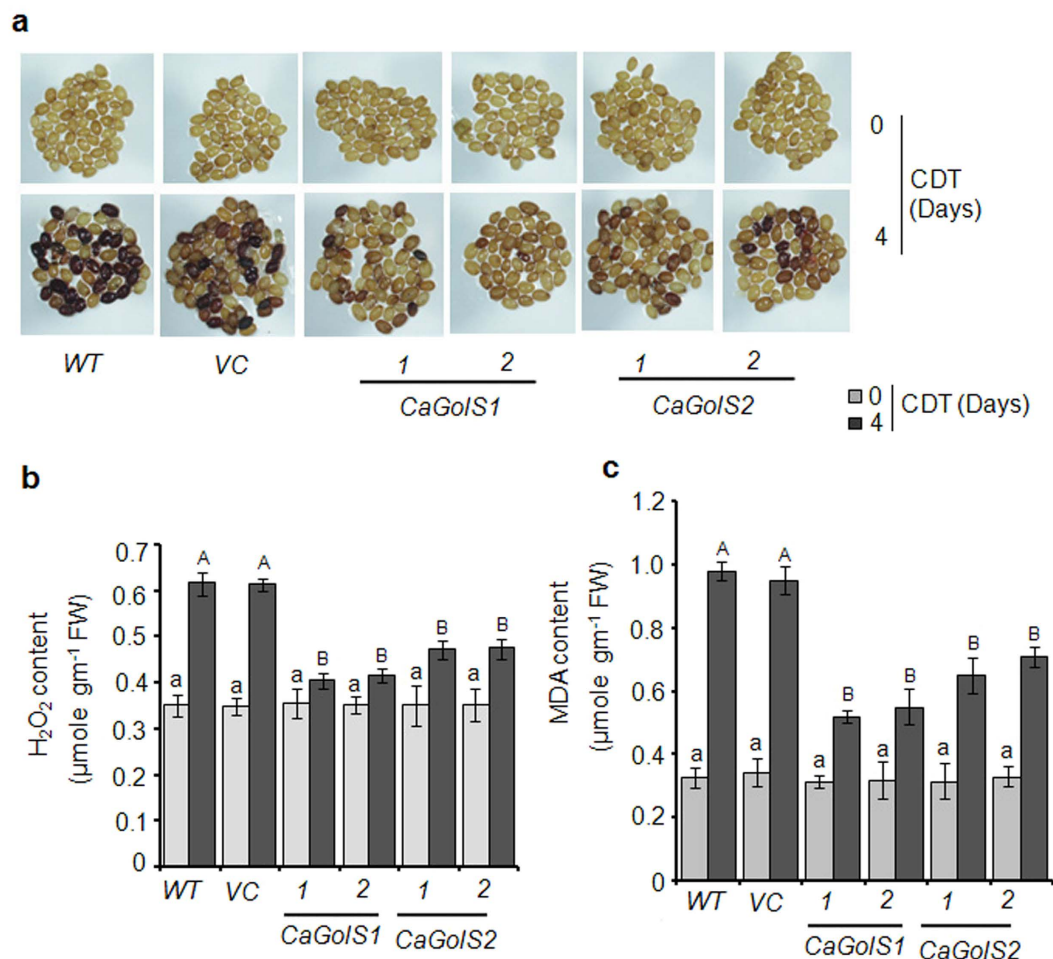 a
0
CDT
(Days)
4
WT VC 1 2 1 2
CaGolS1 CaGolS2
0
4
CDT (Days)
b
H₂O₂ content
(µmole gm⁻¹ FW)
0.7
0.6
0.5
0.4
0.3
0.2
0.1
0
a A a A a B a B a B a B
WT VC 1 2 1 2
CaGolS1 CaGolS2
c
MDA content
(µmole gm⁻¹ FW)
1.2
1.0
0.8
0.6
0.4
0.2
0
a A a A a B a B a B a B
WT VC 1 2 1 2
CaGolS1 CaGolS2